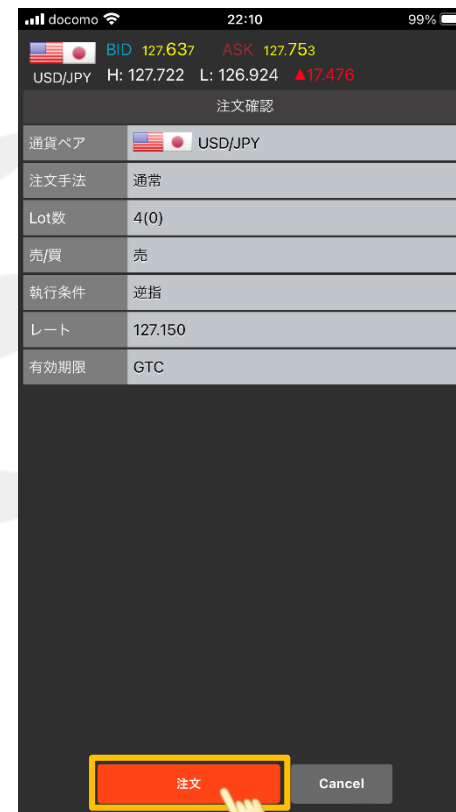 docomo 22:10 99%
BID 127.637 ASK 127.753
USD/JPY H: 127.722 L: 126.924 ▲17.476
注文確認
通貨ペア USD/JPY
注文手法 通常
Lot数 4(0)
売/買 売
執行条件 逆指
レート 127.150
有効期限 GTC
注文 Cancel